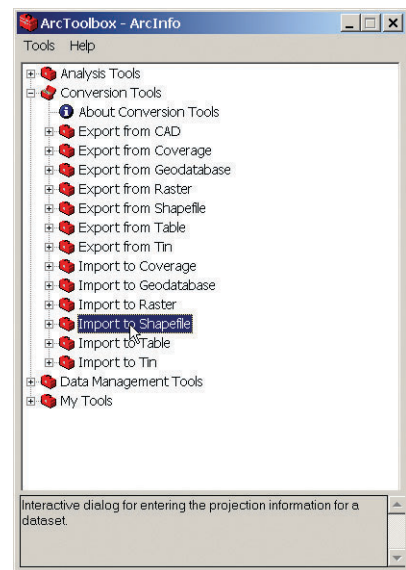 ArcToolbox - ArcInfo
Tools Help
Analysis Tools
Conversion Tools
About Conversion Tools
Export from CAD
Export from Coverage
Export from Geodatabase
Export from Raster
Export from Shapefile
Export from Table
Export from Tin
Import to Coverage
Import to Geodatabase
Import to Raster
Import to Shapefile
Import to Table
Import to Tin
Data Management Tools
My Tools
Interactive dialog for entering the projection information for a
dataset.